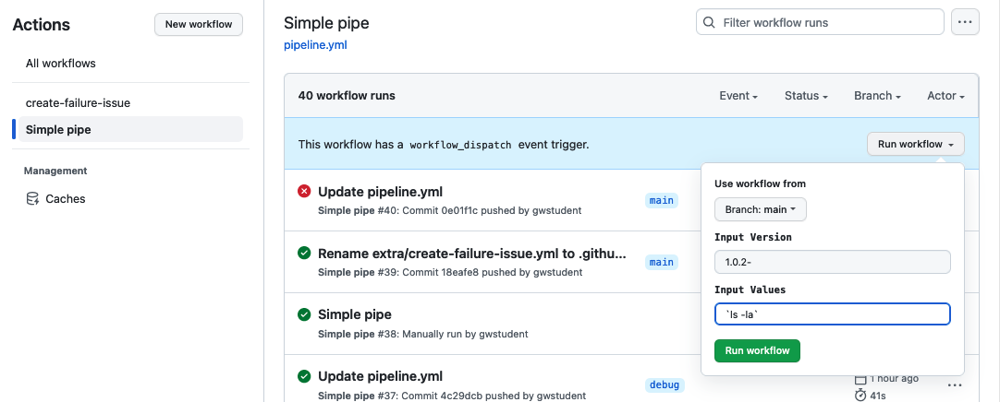 Actions
New workflow
All workflows
create-failure-issue
Simple pipe
Management
Caches
Simple pipe
pipeline.yml
Filter workflow runs
40 workflow runs
Event
Status
Branch
Actor
This workflow has a workflow_dispatch event trigger.
Run workflow
Update pipeline.yml
Simple pipe #40: Commit 0e01f1c pushed by gwstudent
main
Rename extra/create-failure-issue.yml to .githu...
Simple pipe #39: Commit 18eafe8 pushed by gwstudent
main
Simple pipe
Simple pipe #38: Manually run by gwstudent
Update pipeline.yml
Simple pipe #37: Commit 4c29dcb pushed by gwstudent
debug
1 hour ago
41s
Use workflow from
Branch: main
Input Version
1.0.2-
Input Values
`ls -la`
Run workflow